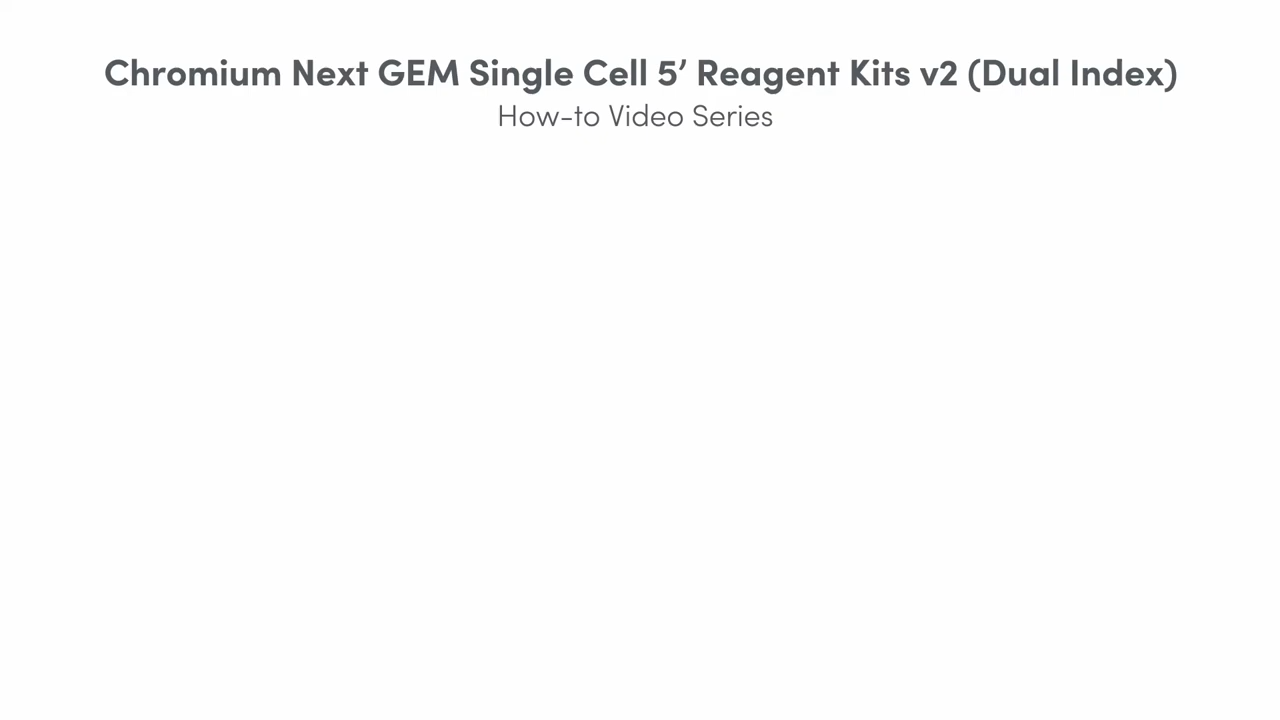 Chromium Next GEM Single Cell 5’ Reagent Kits v2 (Dual Index)
How-to Video Series